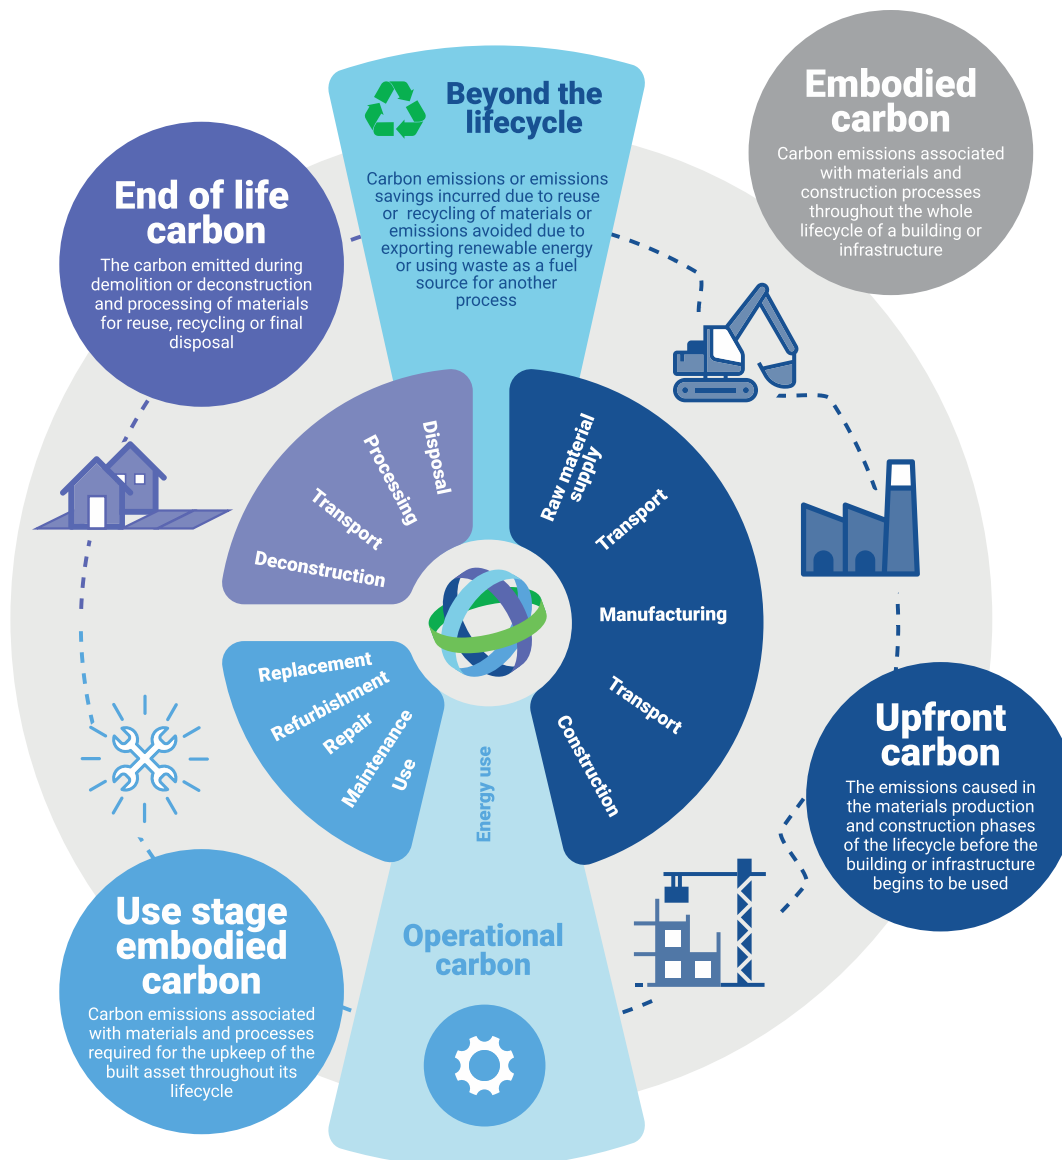 Beyond the
lifecycle
Carbon emissions or emissions
savings incurred due to reuse
or recycling of materials or
emissions avoided due to
exporting renewable energy
or using waste as a fuel
source for another
process
Embodied
carbon
Carbon emissions associated
with materials and
construction processes
throughout the whole
lifecycle of a building or
infrastructure
End of life
carbon
The carbon emitted during
demolition or deconstruction
and processing of materials
for reuse, recycling or final
disposal
Disposal
Processing
Transport
Deconstruction
Raw material
supply
Transport
Manufacturing
Transport
Construction
Replacement
Refurbishment
Repair
Maintenance
Use
Energy use
Upfront
carbon
The emissions caused in
the materials production
and construction phases
of the lifecycle before the
building or infrastructure
begins to be used
Use stage
embodied
carbon
Carbon emissions associated
with materials and processes
required for the upkeep of the
built asset throughout its
lifecycle
Operational
carbon